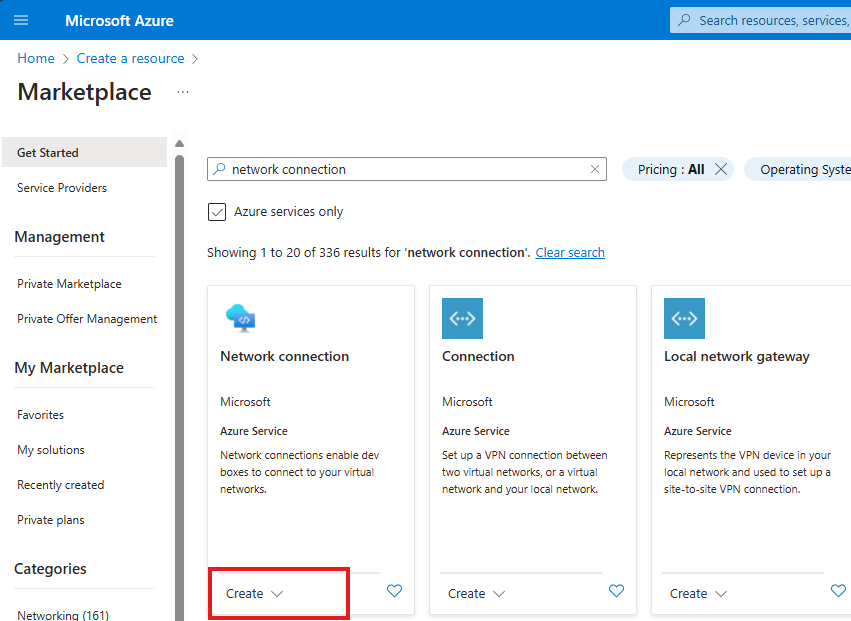 Microsoft Azure
Search resources, services,
Home > Create a resource >
Marketplace ...
Get Started
Service Providers
Management
Private Marketplace
Private Offer Management
My Marketplace
Favorites
My solutions
Recently created
Private plans
Categories
Networking (161)
network connection
Pricing : All
Operating Syste
Azure services only
Showing 1 to 20 of 336 results for 'network connection'. Clear search
Network connection
Microsoft
Azure Service
Network connections enable dev
boxes to connect to your virtual
networks.
Create
Connection
Microsoft
Azure Service
Set up a VPN connection between
two virtual networks, or a virtual
network and your local network.
Create
Local network gateway
Microsoft
Azure Service
Represents the VPN device in your
local network and used to set up a
site-to-site VPN connection.
Create